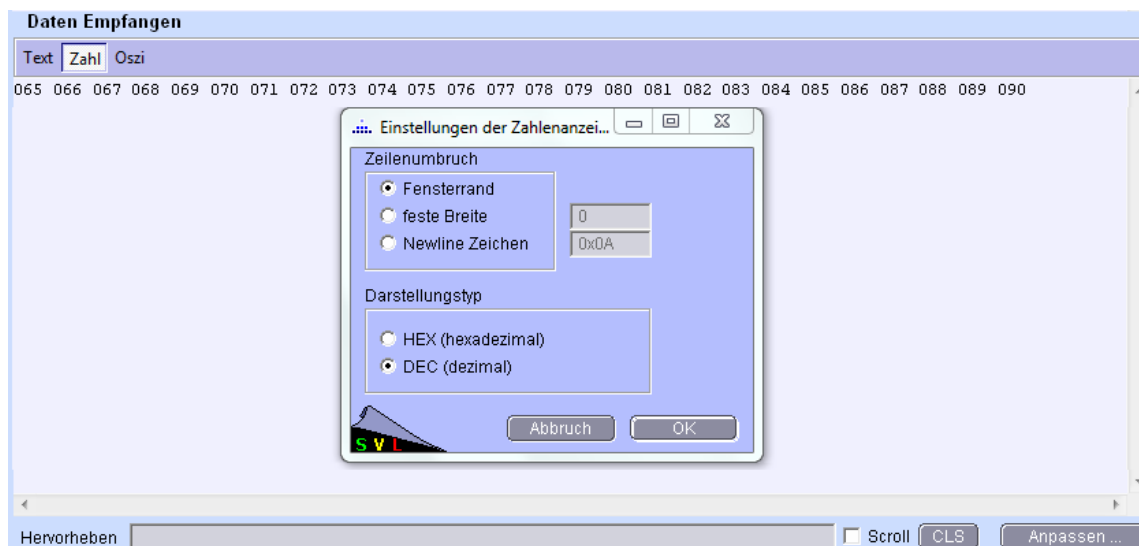 Daten Empfangen
Text Zahl Oszi
065 066 067 068 069 070 071 072 073 074 075 076 077 078 079 080 081 082 083 084 085 086 087 088 089 090
Einstellungen der Zahlenanzei...
Zeilenumbruch
Fensterrand
feste Breite 0
Newline Zeichen 0x0A
Darstellungstyp
HEX (hexadezimal)
DEC (dezimal)
S V L
Abbruch OK
Hervorheben Scroll CLS Anpassen ...